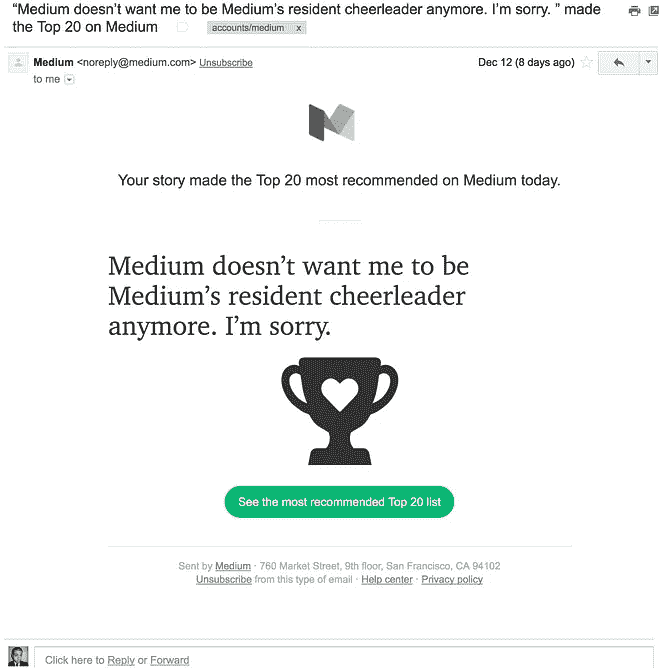 “Medium doesn’t want me to be Medium’s resident cheerleader anymore. I’m sorry. ” made
the Top 20 on Medium accounts/medium x
Medium <noreply@medium.com> Unsubscribe Dec 12 (8 days ago)
to me
Your story made the Top 20 most recommended on Medium today.
Medium doesn’t want me to be
Medium’s resident cheerleader
anymore. I’m sorry.
See the most recommended Top 20 list
Sent by Medium · 760 Market Street, 9th floor, San Francisco, CA 94102
Unsubscribe from this type of email · Help center · Privacy policy
Click here to Reply or Forward